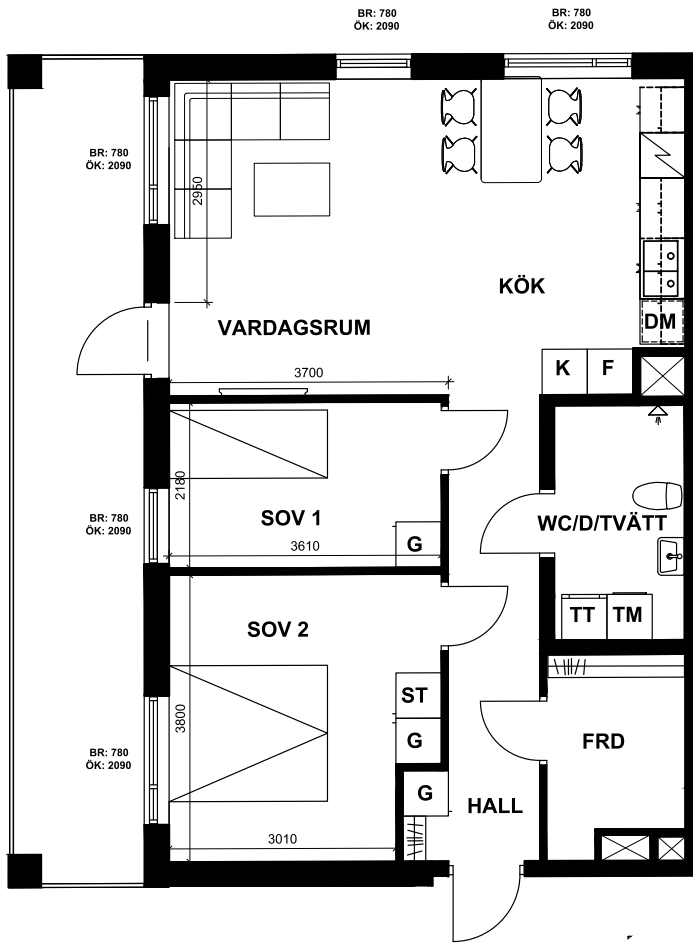 BR: 780
ÖK: 2090
BR: 780
ÖK: 2090
BR: 780
ÖK: 2090
2950
KÖK
VARDAGSRUM
DM
3700
K
F
2180
SOV 1
3610
G
BR: 780
ÖK: 2090
WC/D/TVÄTT
TT
TM
SOV 2
ST
G
3800
BR: 780
ÖK: 2090
FRD
G
HALL
3010